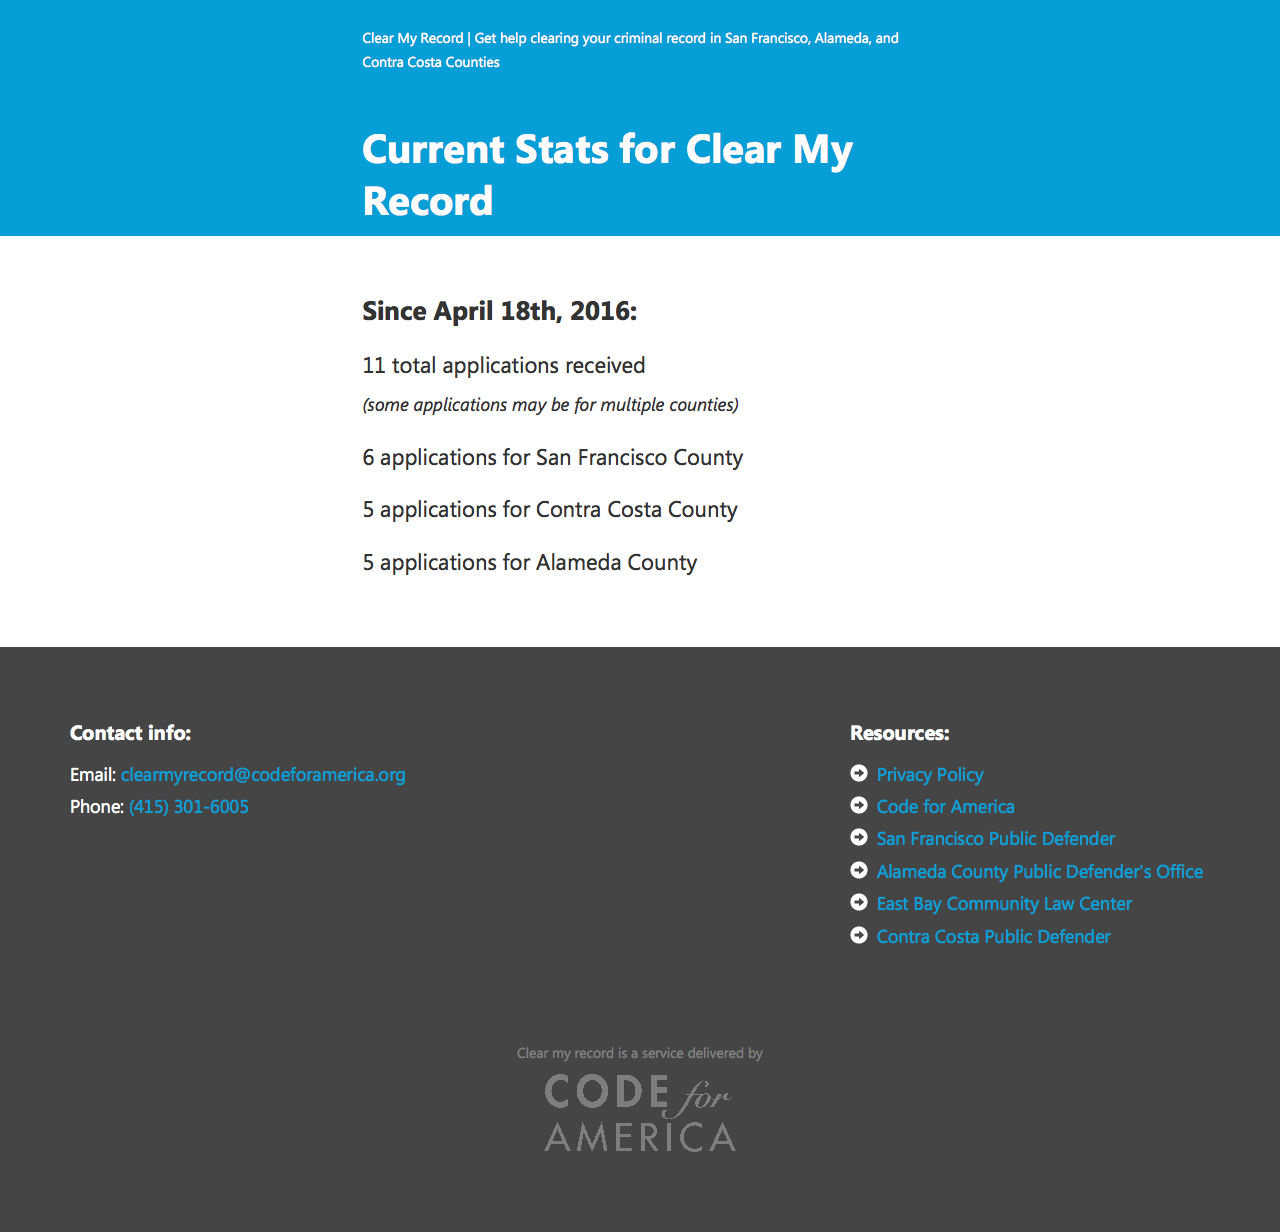 Clear My Record | Get help clearing your criminal record in San Francisco, Alameda, and
Contra Costa Counties
Current Stats for Clear My
Record
Since April 18th, 2016:
11 total applications received
(some applications may be for multiple counties)
6 applications for San Francisco County
5 applications for Contra Costa County
5 applications for Alameda County
Contact info:
Email: clearmyrecord@codeforamerica.org
Phone: (415) 301-6005
Resources:
Privacy Policy
Code for America
San Francisco Public Defender
Alameda County Public Defender's Office
East Bay Community Law Center
Contra Costa Public Defender
Clear my record is a service delivered by
CODE for
AMERICA